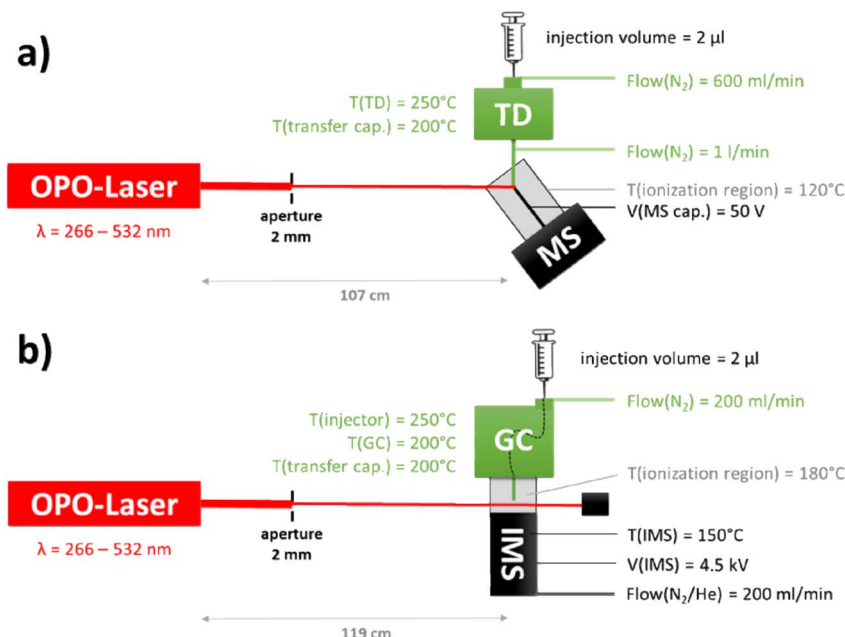 a)
injection volume = 2 µl
Flow(N₂) = 600 ml/min
T(TD) = 250°C
T(transfer cap.) = 200°C
TD
Flow(N₂) = 1 l/min
OPO-Laser
λ = 266 – 532 nm
aperture
2 mm
T(ionization region) = 120°C
V(MS cap.) = 50 V
MS
107 cm
b)
injection volume = 2 µl
Flow(N₂) = 200 ml/min
T(injector) = 250°C
T(GC) = 200°C
T(transfer cap.) = 200°C
GC
T(ionization region) = 180°C
OPO-Laser
λ = 266 – 532 nm
aperture
2 mm
IMS
T(IMS) = 150°C
V(IMS) = 4.5 kV
Flow(N₂/He) = 200 ml/min
119 cm